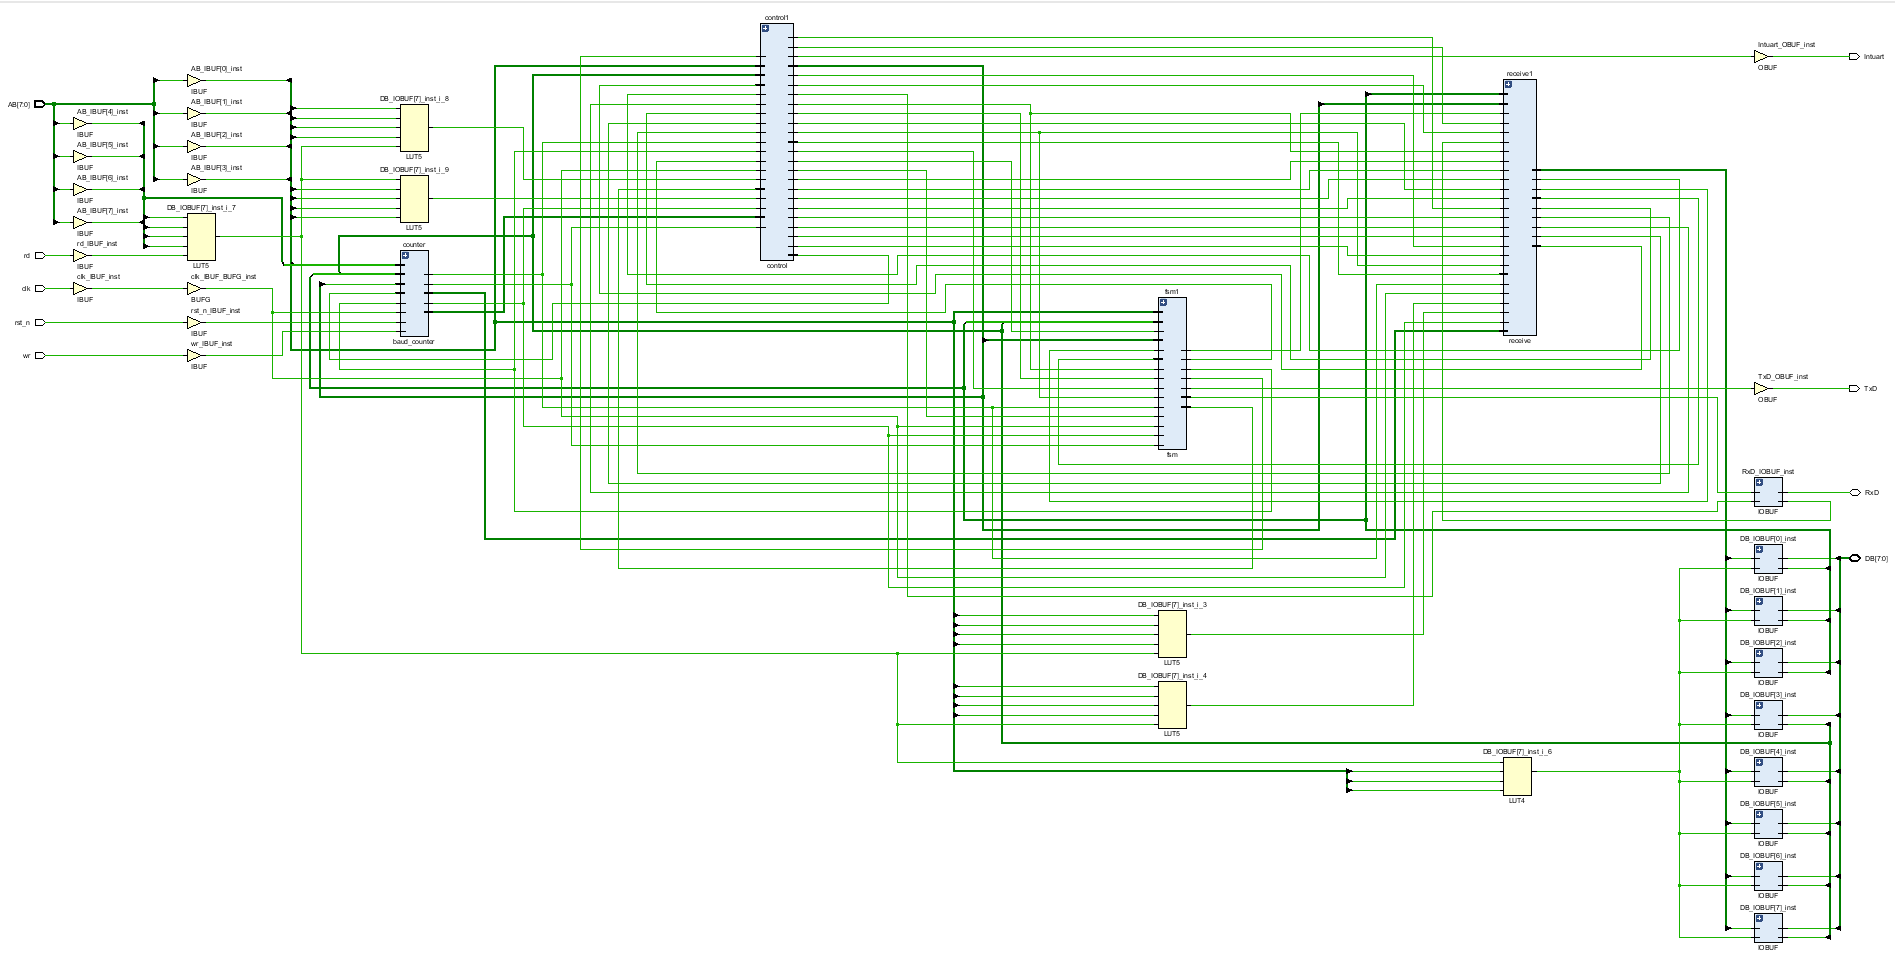 control1
control
Intuart_OBUF_inst
OBUF
Intuart
receive1
receive
AB[7:0]
AB_IBUF[0]_inst
IBUF
AB_IBUF[1]_inst
IBUF
AB_IBUF[2]_inst
IBUF
AB_IBUF[3]_inst
IBUF
AB_IBUF[4]_inst
IBUF
AB_IBUF[5]_inst
IBUF
AB_IBUF[6]_inst
IBUF
AB_IBUF[7]_inst
IBUF
DB_IOBUF[7]_inst_i_8
LUT5
DB_IOBUF[7]_inst_i_9
LUT5
DB_IOBUF[7]_inst_i_7
LUT5
rd
rd_IBUF_inst
IBUF
clk
clk_IBUF_inst
IBUF
clk_IBUF_BUFG_inst
BUFG
rst_n
rst_n_IBUF_inst
IBUF
wr
wr_IBUF_inst
IBUF
counter
baud_counter
fsm1
fsm
TxD_OBUF_inst
OBUF
TxD
RxD_IOBUF_inst
IOBUF
RxD
DB_IOBUF[0]_inst
IOBUF
DB[7:0]
DB_IOBUF[1]_inst
IOBUF
DB_IOBUF[2]_inst
IOBUF
DB_IOBUF[3]_inst
IOBUF
DB_IOBUF[4]_inst
IOBUF
DB_IOBUF[5]_inst
IOBUF
DB_IOBUF[6]_inst
IOBUF
DB_IOBUF[7]_inst
IOBUF
DB_IOBUF[7]_inst_i_3
LUT5
DB_IOBUF[7]_inst_i_4
LUT5
DB_IOBUF[7]_inst_i_6
LUT4